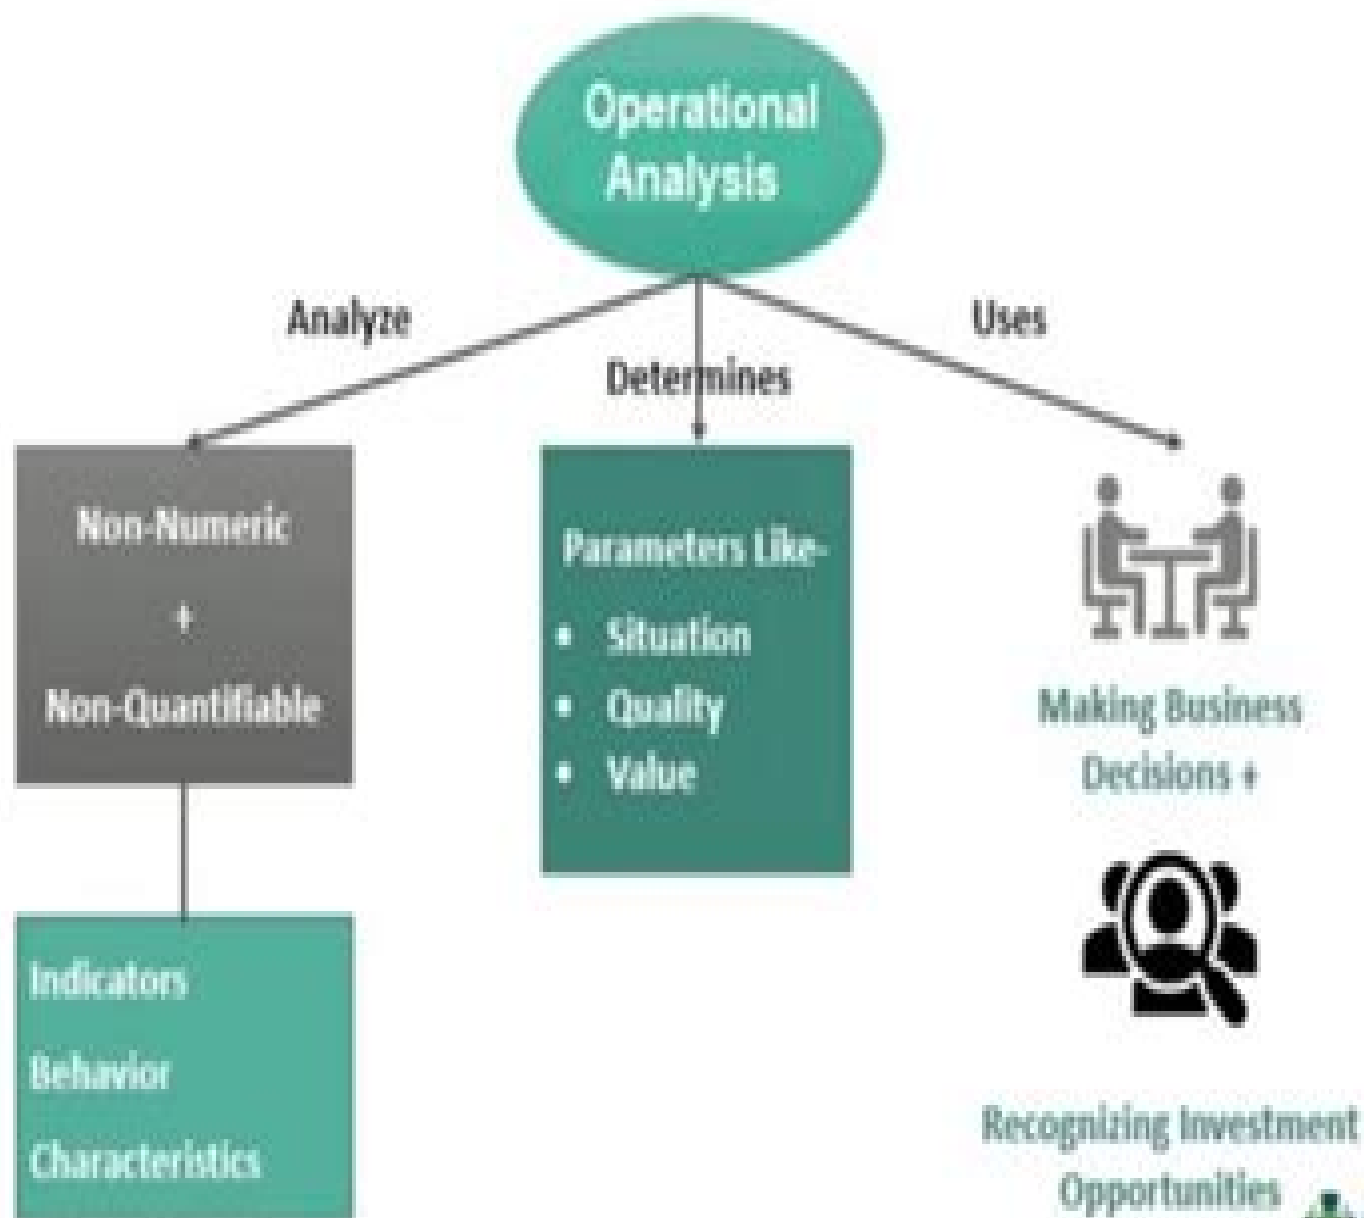 Operational
Analysis
Analyze
Determines
Uses
Non-Numeric
+
Non-Quantifiable
Indicators
Behavior
Characteristics
Parameters Like-
• Situation
• Quality
• Value
Making Business
Decisions +
Recognizing Investment
Opportunities